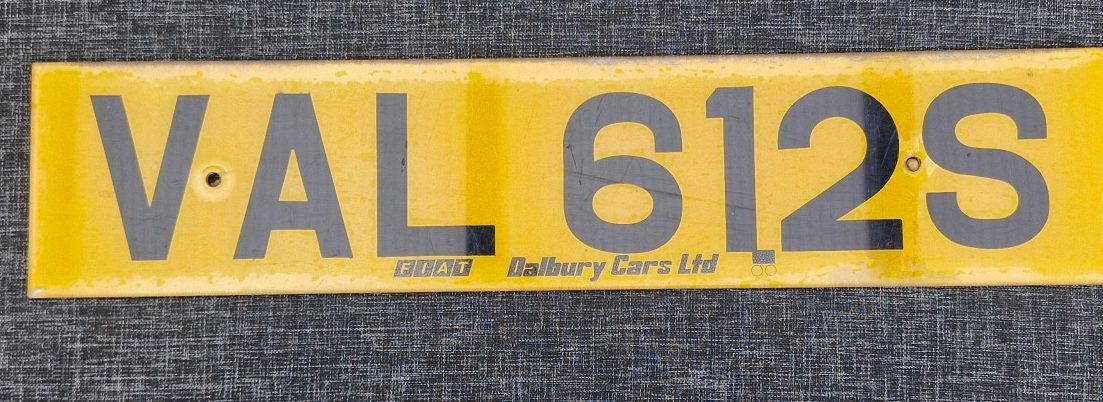 VAL 612S
FIAT Dalbury Cars Ltd